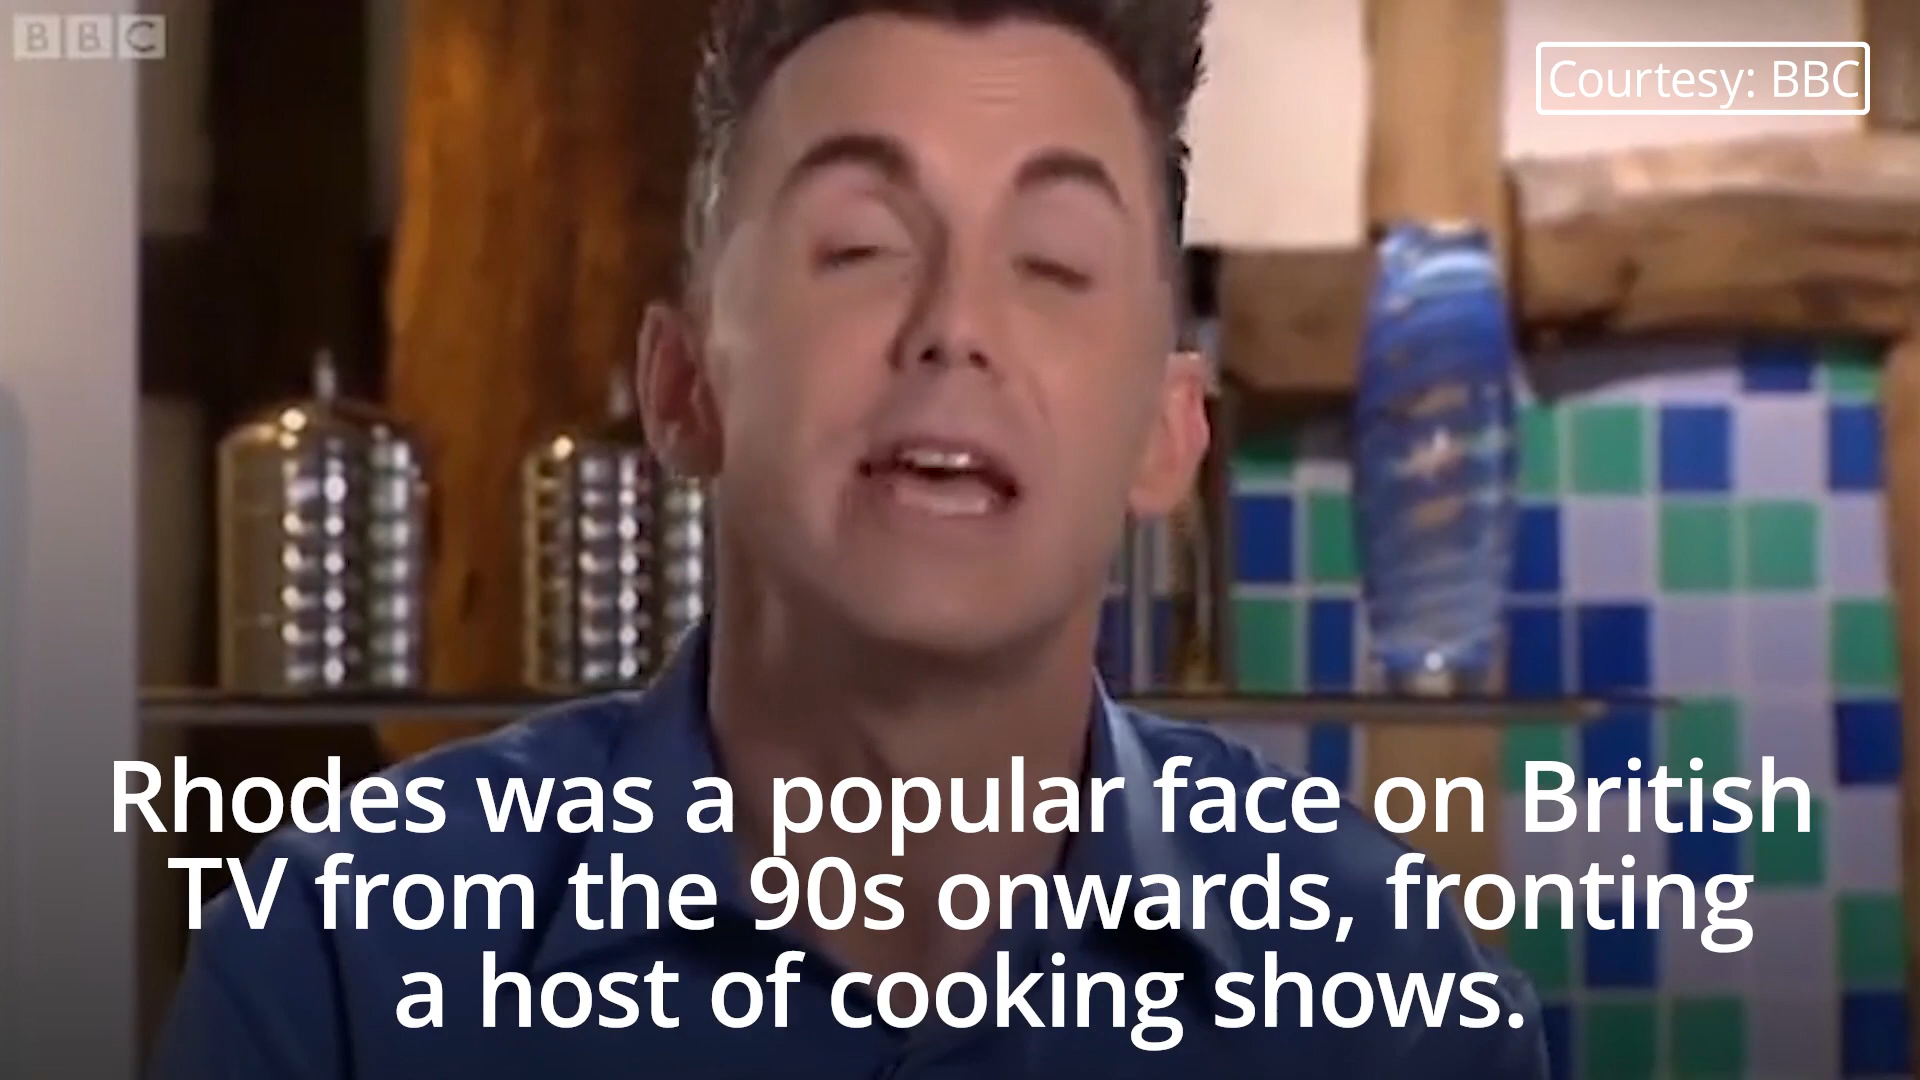 BBC
Courtesy: BBC
Rhodes was a popular face on British
TV from the 90s onwards, fronting
a host of cooking shows.